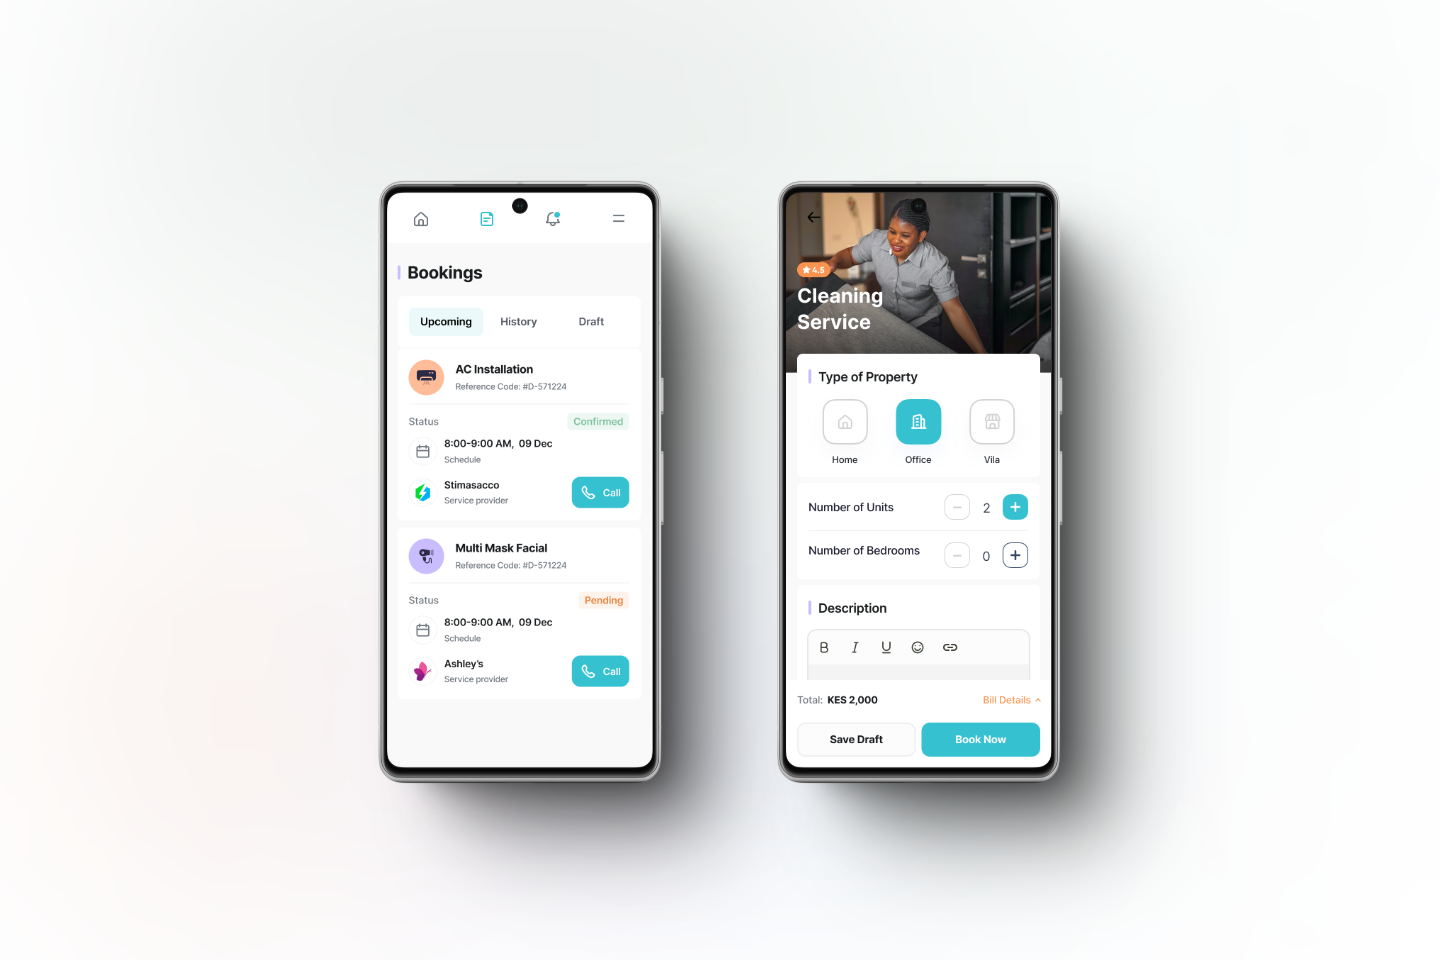 Bookings
Upcoming
History
Draft
AC Installation
Reference Code: #D-571224
Status
Confirmed
8:00-9:00 AM, 09 Dec
Schedule
Stimasacco
Service provider
Call
Multi Mask Facial
Reference Code: #D-571224
Status
Pending
8:00-9:00 AM, 09 Dec
Schedule
Ashley's
Service provider
Call
4.5
Cleaning
Service
Type of Property
Home
Office
Vila
Number of Units
2
Number of Bedrooms
0
Description
B I U
Total: KES 2,000
Bill Details
Save Draft
Book Now